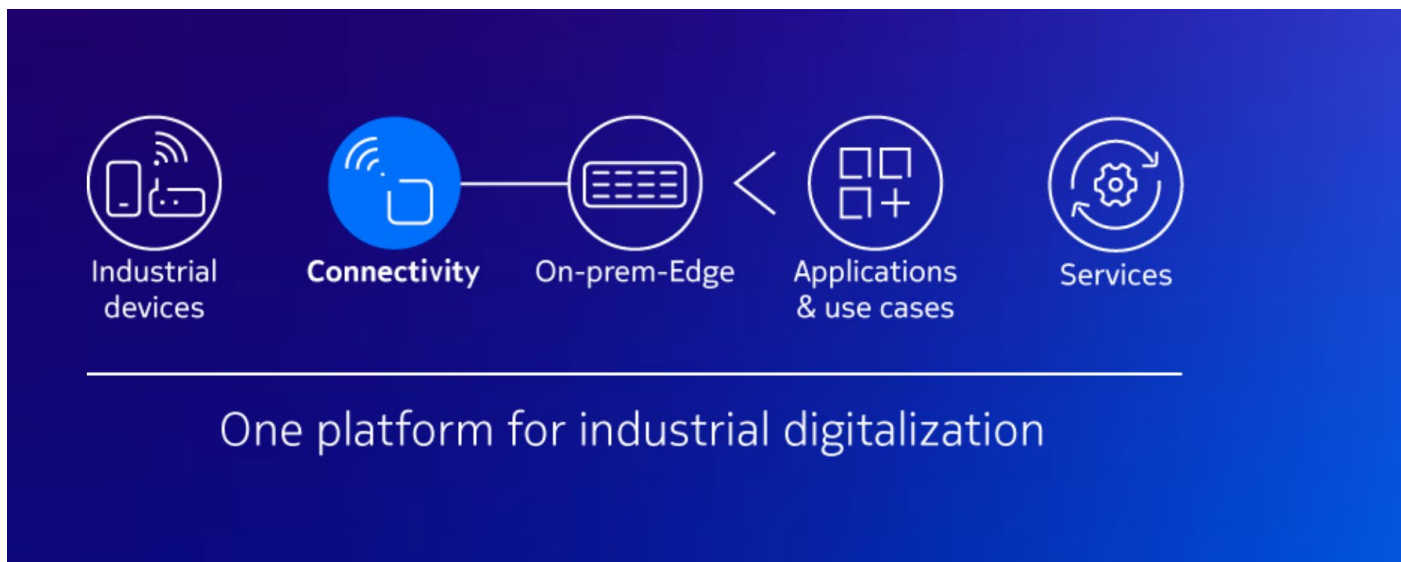 Industrial
devices
Connectivity
On-prem-Edge
Applications
& use cases
Services
One platform for industrial digitalization